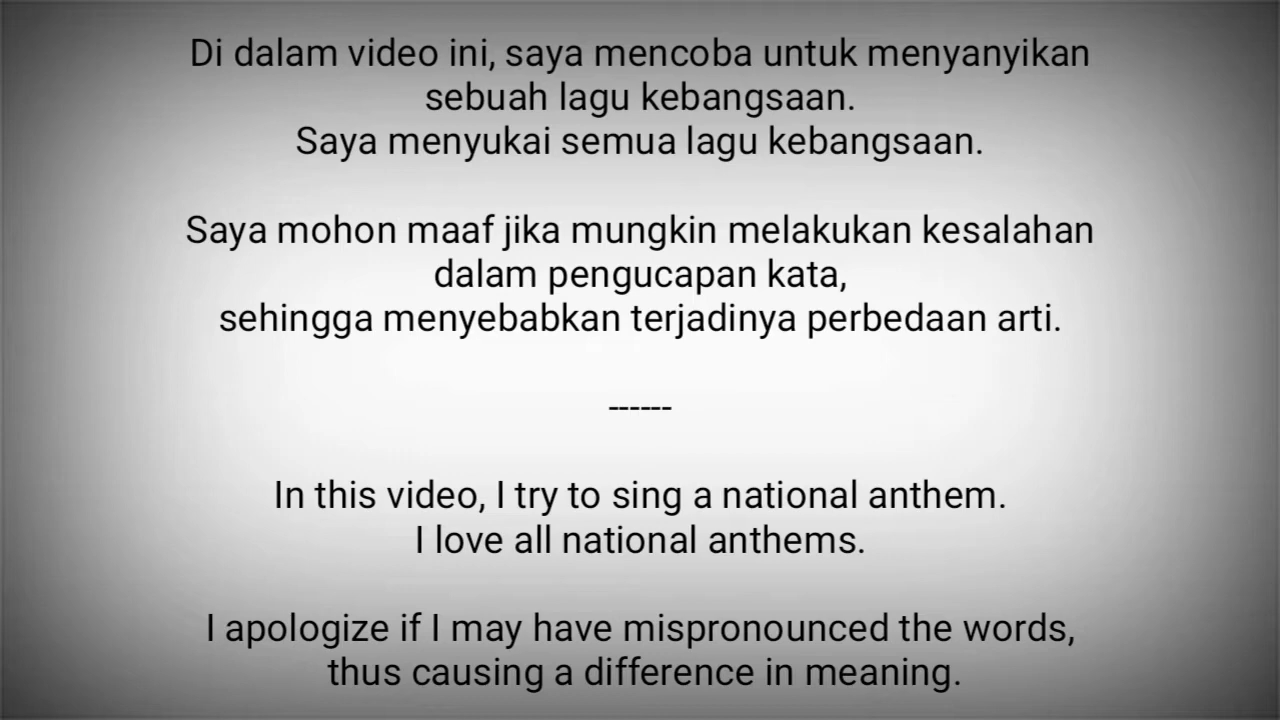 Di dalam video ini, saya mencoba untuk menyanyikan
sebuah lagu kebangsaan.
Saya menyukai semua lagu kebangsaan.
Saya mohon maaf jika mungkin melakukan kesalahan
dalam pengucapan kata,
sehingga menyebabkan terjadinya perbedaan arti.
------
In this video, I try to sing a national anthem.
I love all national anthems.
I apologize if I may have mispronounced the words,
thus causing a difference in meaning.